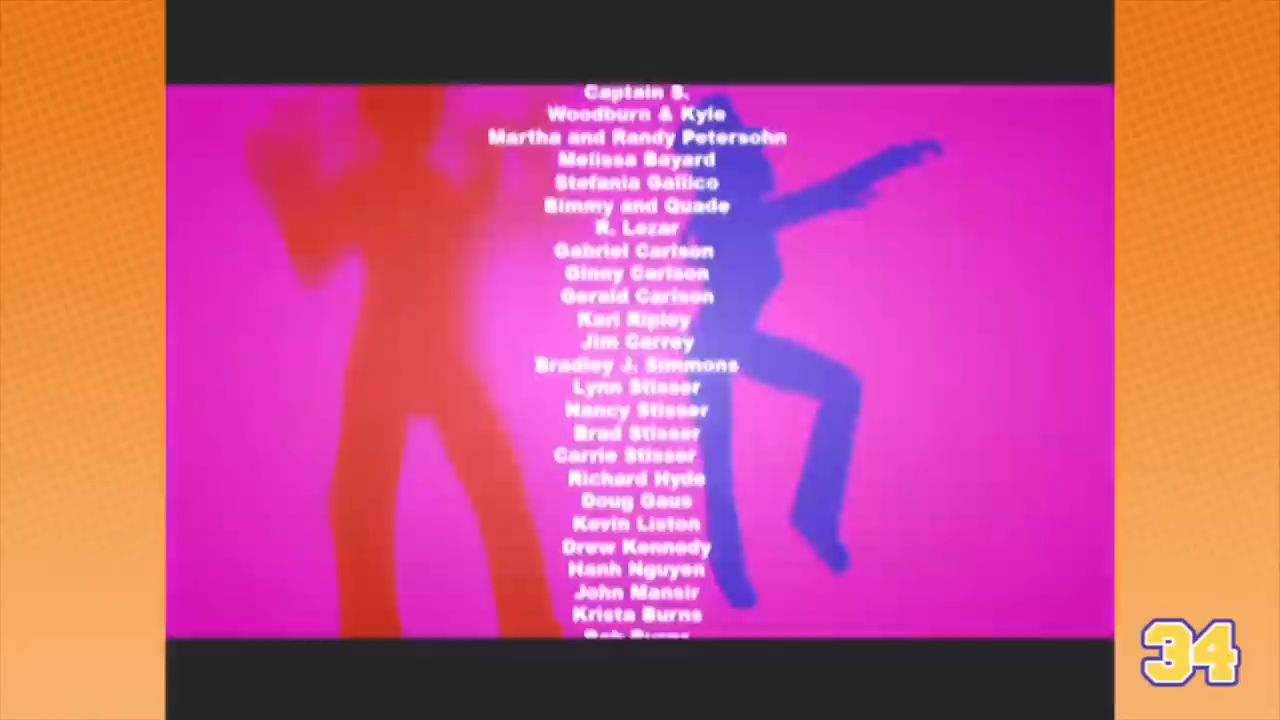 Captain S.
Woodburn & Kyle
Martha and Randy Petersohn
Melissa Bayard
Stefania Gallico
Bimmy and Quade
R. Lezar
Gabriel Carlson
Ginny Carlson
Gerald Carlson
Karl Ripley
Jim Carrey
Bradley J. Simmons
Lynn Stisser
Nancy Stisser
Brad Stisser
Carrie Stisser
Richard Hyde
Doug Gaus
Kevin Liston
Drew Kennedy
Hanh Nguyen
John Mansir
Krista Burns
34